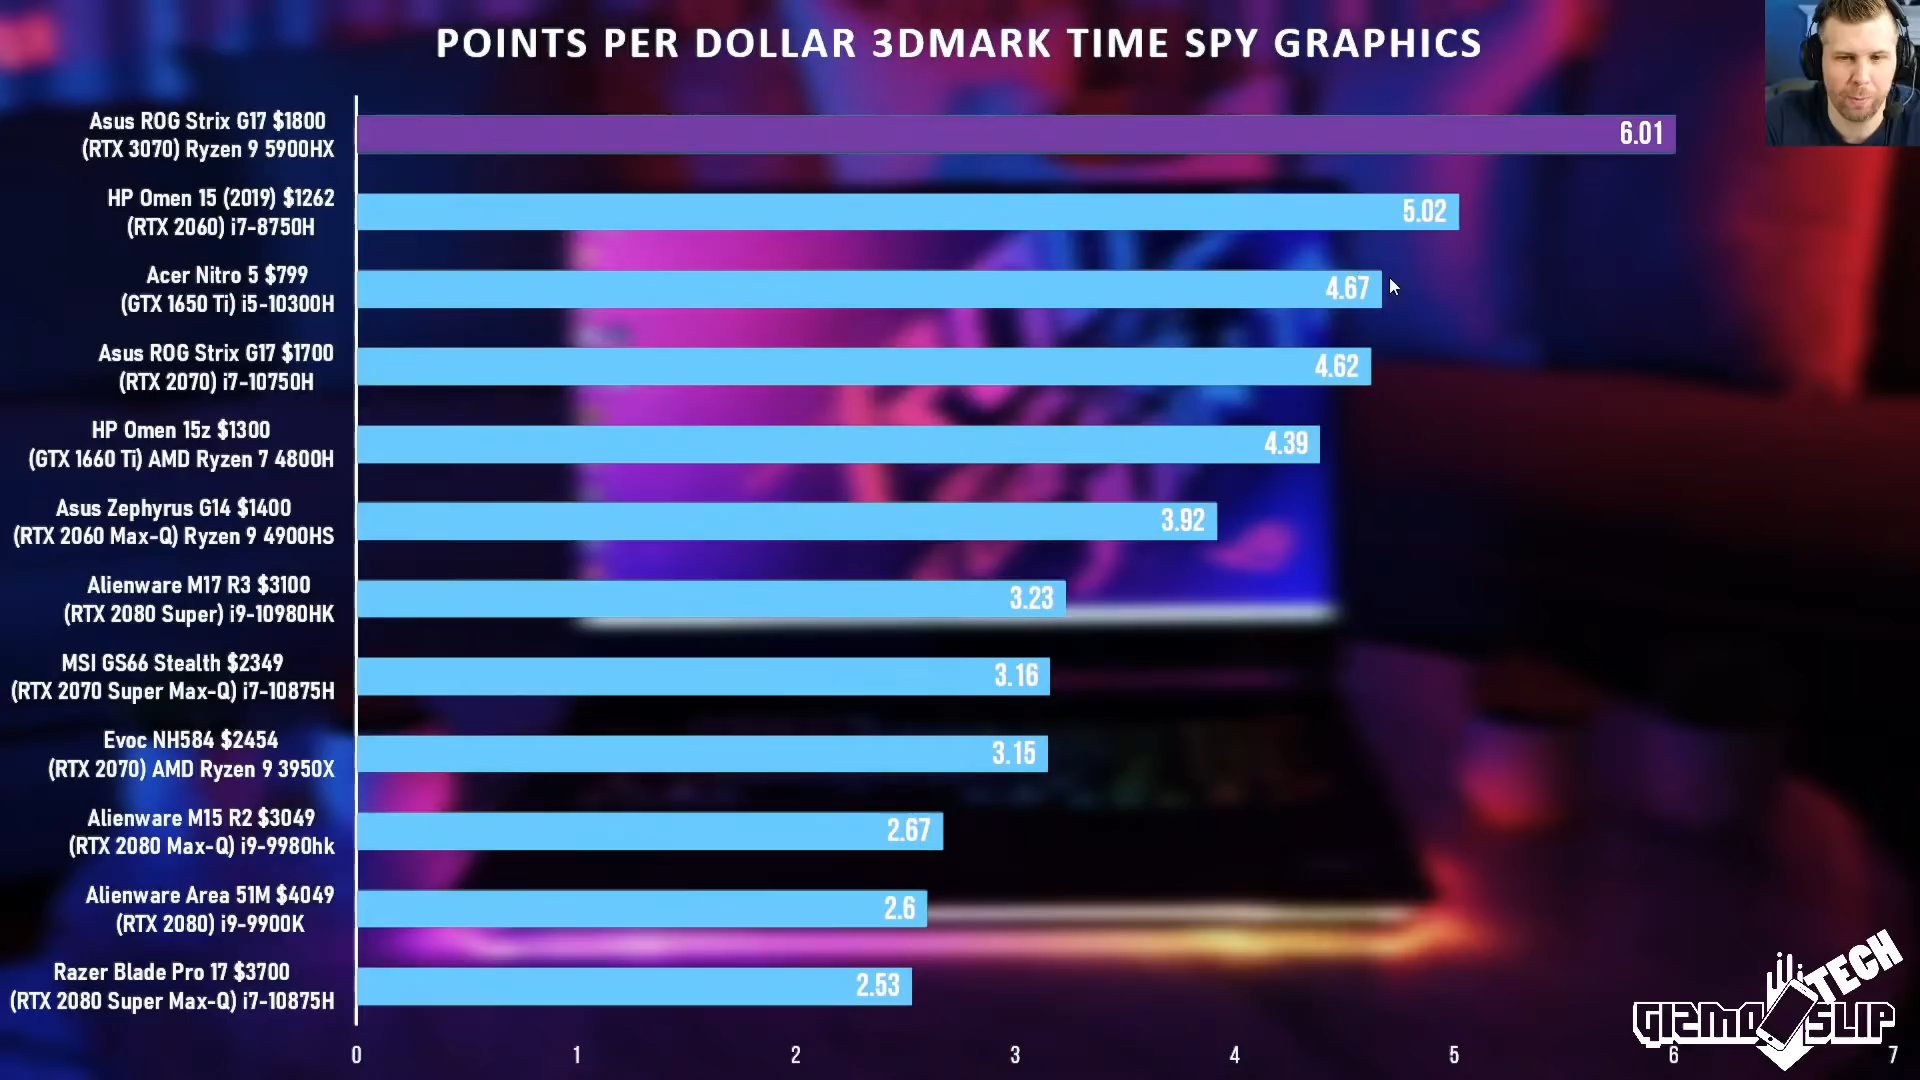 POINTS PER DOLLAR 3DMARK TIME SPY GRAPHICS
Asus ROG Strix G17 $1800
(RTX 3070) Ryzen 9 5900HX
6.01
HP Omen 15 (2019) $1262
(RTX 2060) i7-8750H
5.02
Acer Nitro 5 $799
(GTX 1650 Ti) i5-10300H
4.67
Asus ROG Strix G17 $1700
(RTX 2070) i7-10750H
4.62
HP Omen 15z $1300
(GTX 1660 Ti) AMD Ryzen 7 4800H
4.39
Asus Zephyrus G14 $1400
(RTX 2060 Max-Q) Ryzen 9 4900HS
3.92
Alienware M17 R3 $3100
(RTX 2080 Super) i9-10980HK
3.23
MSI GS66 Stealth $2349
(RTX 2070 Super Max-Q) i7-10875H
3.16
Evoc NH584 $2454
(RTX 2070) AMD Ryzen 9 3950X
3.15
Alienware M15 R2 $3049
(RTX 2080 Max-Q) i9-9980hk
2.67
Alienware Area 51M $4049
(RTX 2080) i9-9900K
2.6
Razer Blade Pro 17 $3700
(RTX 2080 Super Max-Q) i7-10875H
2.53
0 1 2 3 4 5 6 7
TECH
GIZMO SLIP